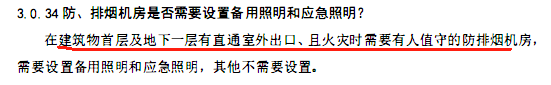 3.0.34 防、排烟机房是否需要设置备用照明和应急照明？
在建筑物首层及地下一层有直通室外出口、且火灾时需要有人值守的防排烟机房，
需要设置备用照明和应急照明，其他不需要设置。